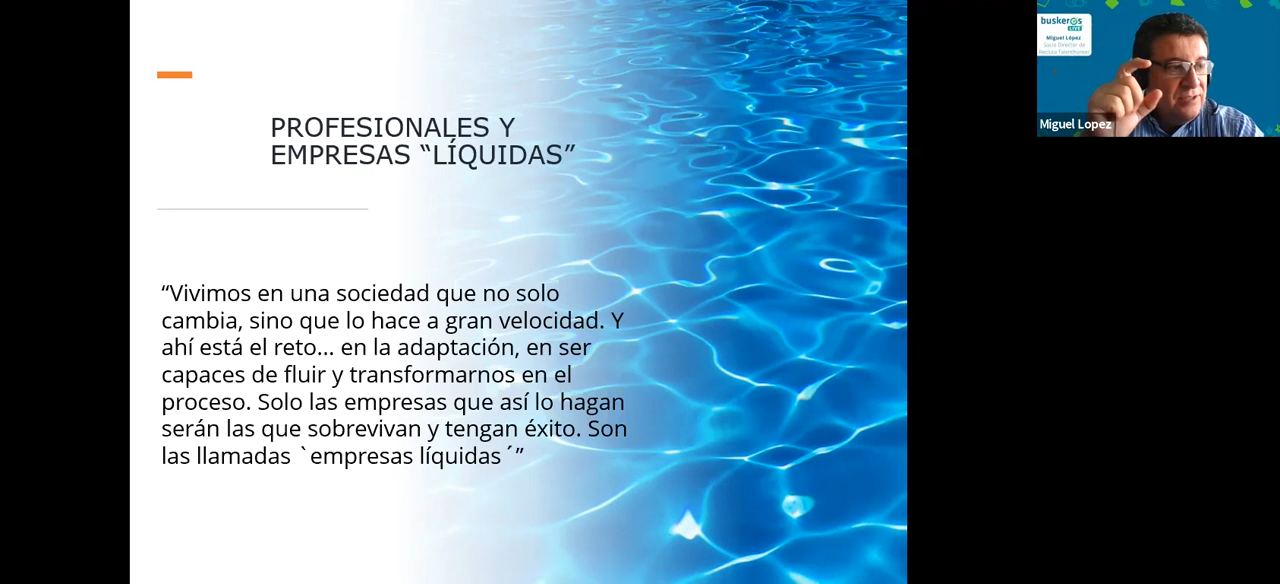 PROFESIONALES Y
EMPRESAS “LÍQUIDAS”
“Vivimos en una sociedad que no solo
cambia, sino que lo hace a gran velocidad. Y
ahí está el reto… en la adaptación, en ser
capaces de fluir y transformarnos en el
proceso. Solo las empresas que así lo hagan
serán las que sobrevivan y tengan éxito. Son
las llamadas `empresas líquidas´”
buskeros
LIVE
Miguel López
Socio Director de
Miguel Lopez